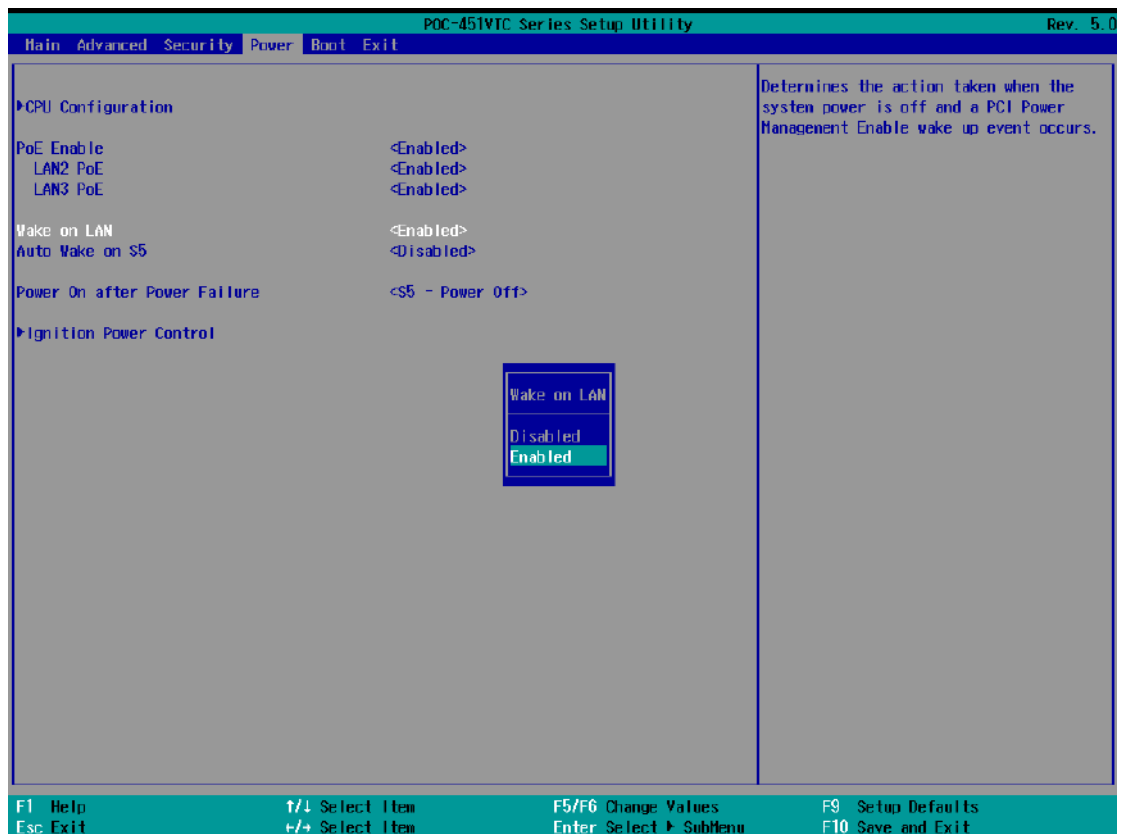 POC-451VTC Series Setup Utility Rev. 5.0
Main Advanced Security Power Boot Exit
▶CPU Configuration
PoE Enable <Enabled>
LAN2 PoE <Enabled>
LAN3 PoE <Enabled>
Wake on LAN <Enabled>
Auto Wake on S5 <Disabled>
Power On after Power Failure <S5 - Power Off>
▶Ignition Power Control
Determines the action taken when the
system power is off and a PCI Power
Management Enable wake up event occurs.
Wake on LAN
Disabled
Enabled
F1 Help ↑/↓ Select Item F5/F6 Change Values F9 Setup Defaults
Esc Exit ←/→ Select Item Enter Select ▶ SubMenu F10 Save and Exit